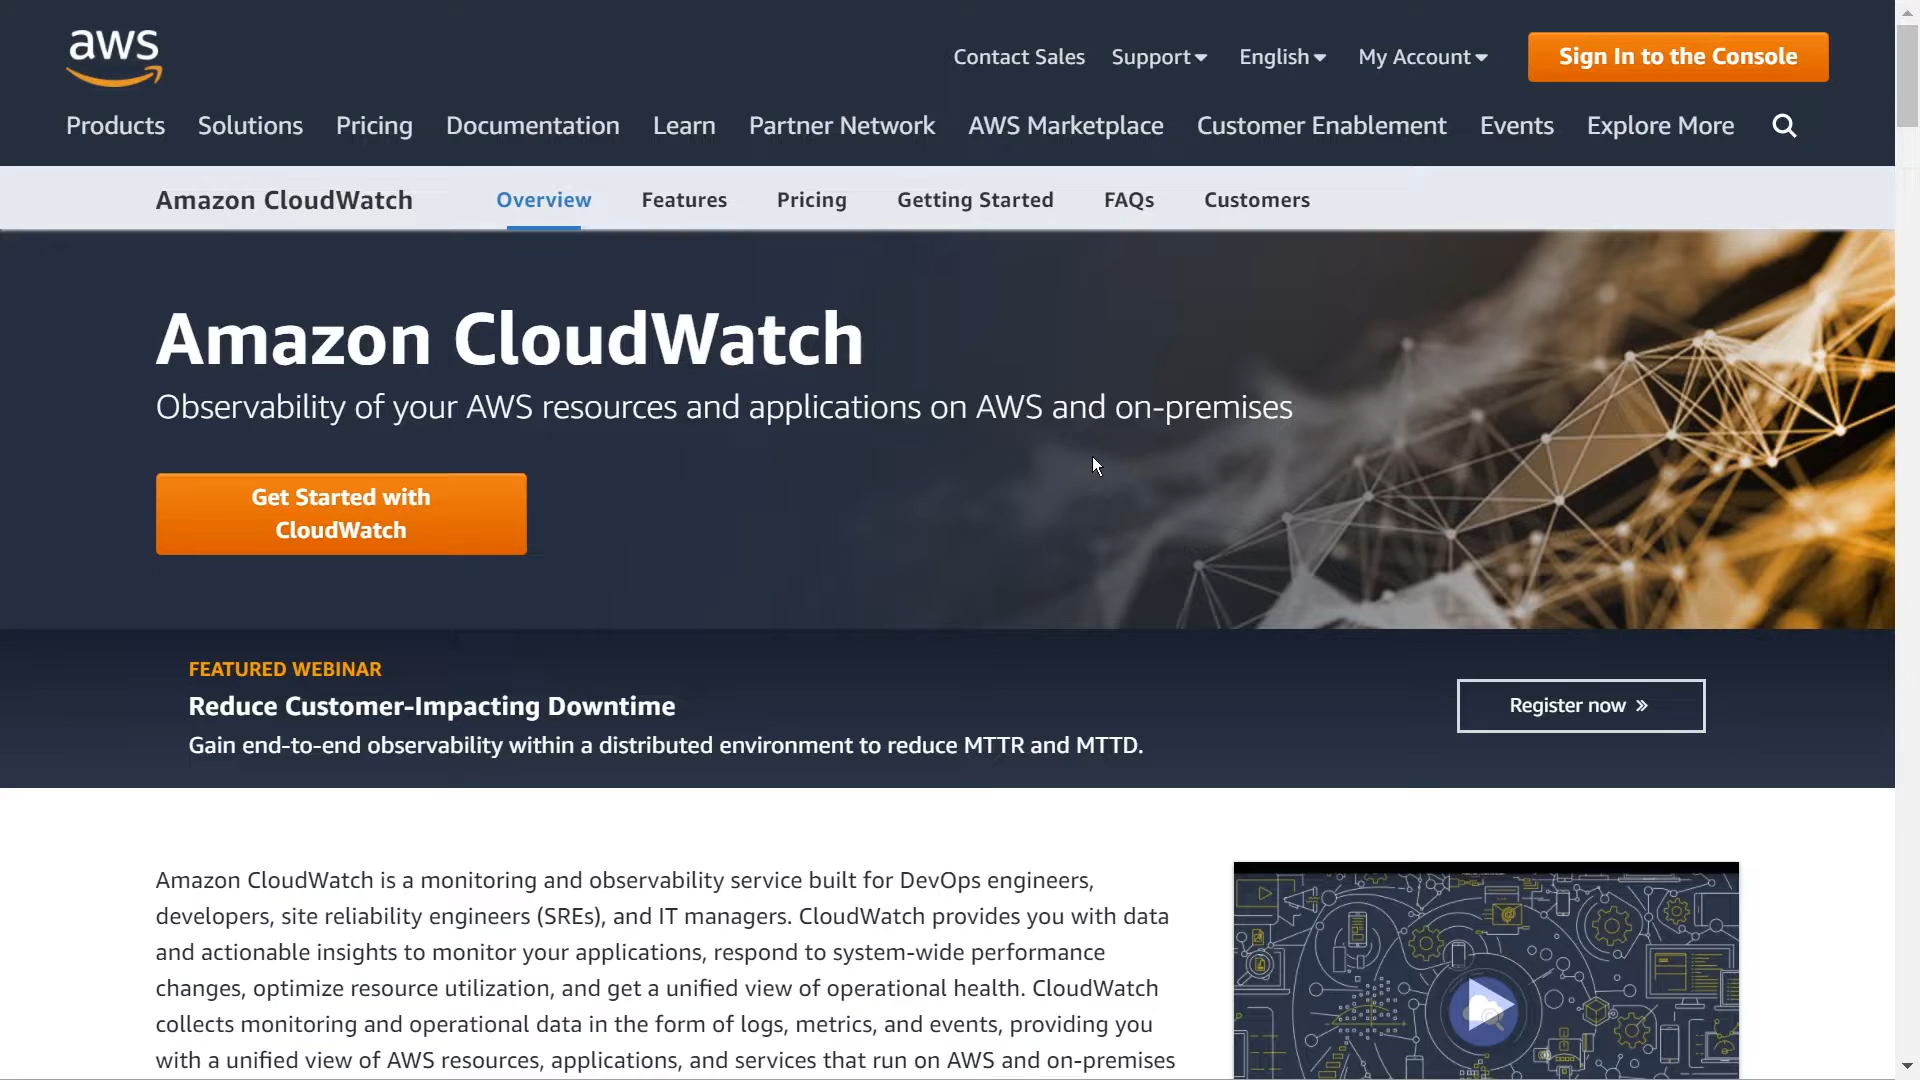 aws
Contact Sales Support English My Account Sign In to the Console
Products Solutions Pricing Documentation Learn Partner Network AWS Marketplace Customer Enablement Events Explore More
Amazon CloudWatch Overview Features Pricing Getting Started FAQs Customers
Amazon CloudWatch
Observability of your AWS resources and applications on AWS and on-premises
Get Started with
CloudWatch
FEATURED WEBINAR
Reduce Customer-Impacting Downtime
Gain end-to-end observability within a distributed environment to reduce MTTR and MTTD.
Register now »
Amazon CloudWatch is a monitoring and observability service built for DevOps engineers,
developers, site reliability engineers (SREs), and IT managers. CloudWatch provides you with data
and actionable insights to monitor your applications, respond to system-wide performance
changes, optimize resource utilization, and get a unified view of operational health. CloudWatch
collects monitoring and operational data in the form of logs, metrics, and events, providing you
with a unified view of AWS resources, applications, and services that run on AWS and on-premises